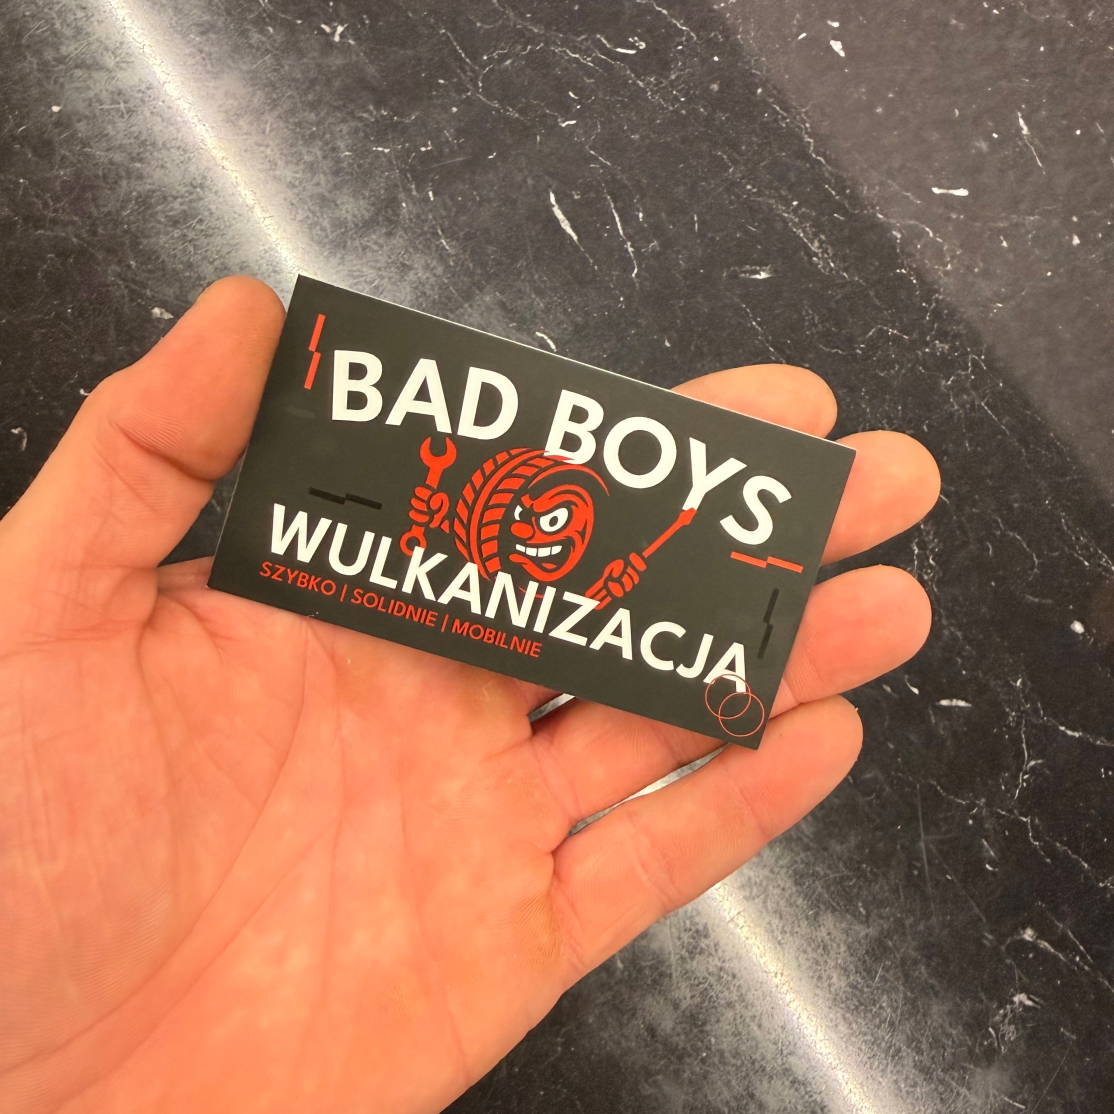 BAD BOYS
WULKANIZACJA
SZYBKO | SOLIDNIE | MOBILNIE